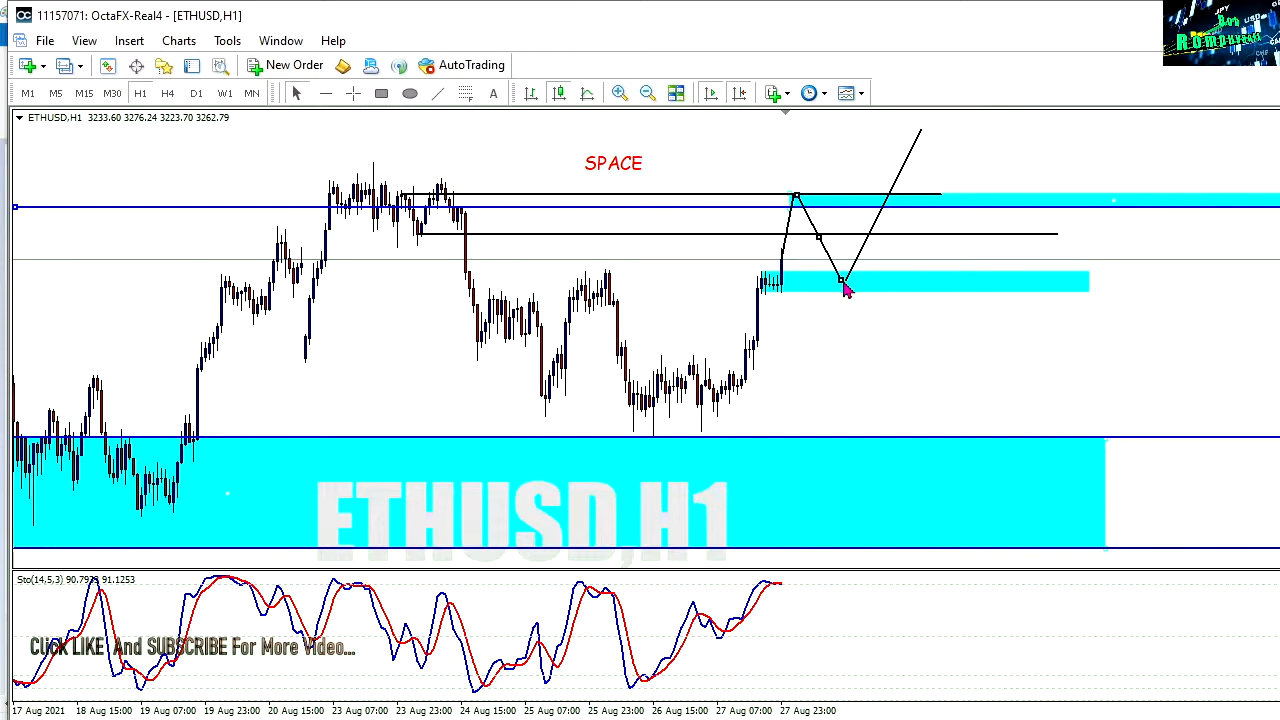 11157071: OctaFX-Real4 - [ETHUSD,H1]
File View Insert Charts Tools Window Help
New Order AutoTrading
M1 M5 M15 M30 H1 H4 D1 W1 MN A
ETHUSD,H1 3233.60 3276.24 3223.70 3262.79
SPACE
ETHUSD,H1
Sto(14,5,3) 91.1253
Click LIKE And SUBSCRIBE For More Video...
17 Aug 2021 18 Aug 15:00 19 Aug 07:00 19 Aug 23:00 20 Aug 15:00 23 Aug 07:00 23 Aug 23:00 24 Aug 15:00 25 Aug 07:00 25 Aug 23:00 26 Aug 15:00 27 Aug 07:00 27 Aug 23:00